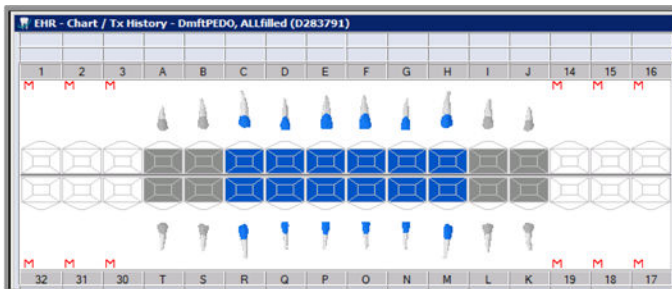 EHR - Chart / Tx History - DmftPEDO, ALLfilled (D283791)
1 2 3 A B C D E F G H I J 14 15 16
M M M M M M
M M M M M M
32 31 30 T S R Q P O N M L K 19 18 17